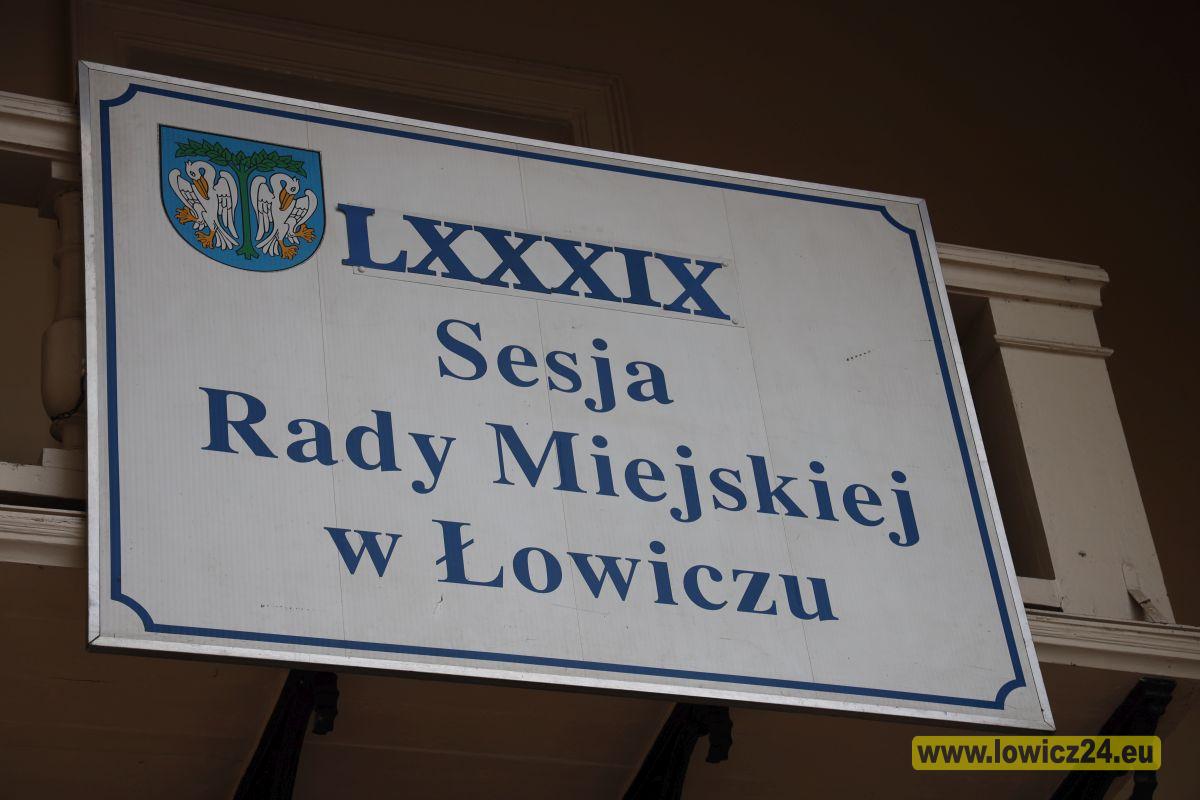 LXXXIX
Sesja
Rady Miejskiej
w Łowiczu
www.lowicz24.eu